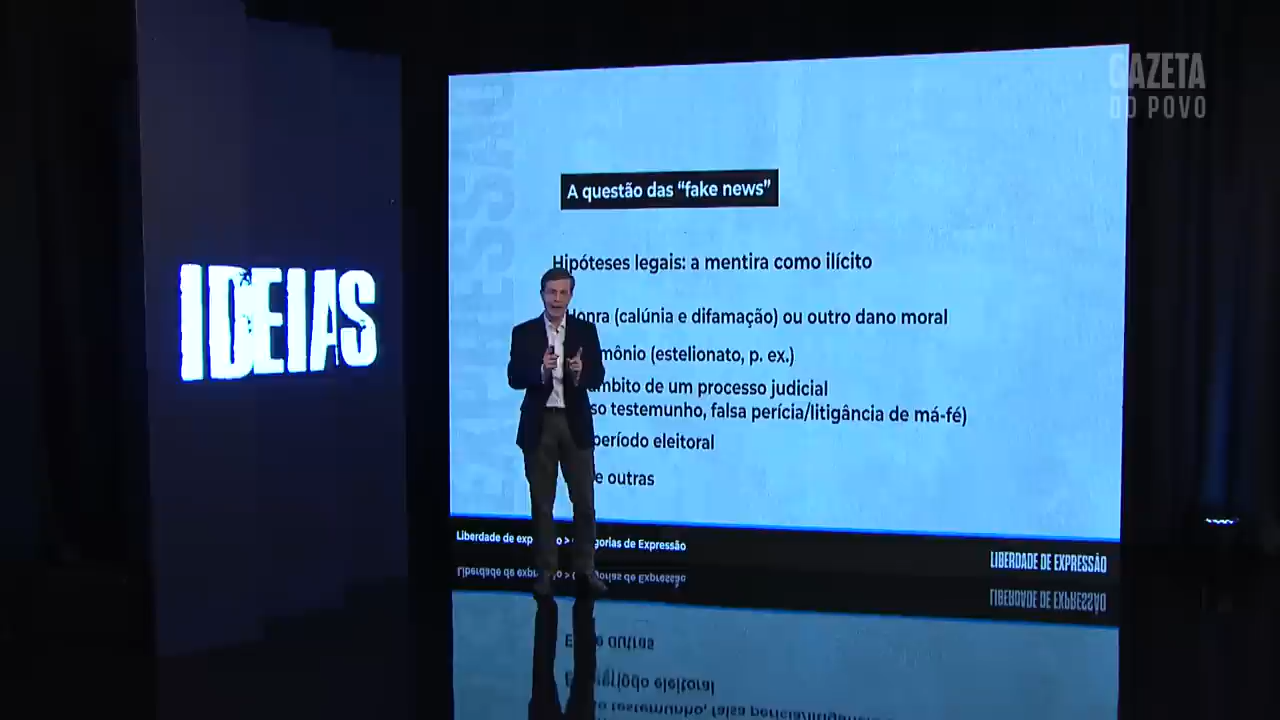 GAZETA
DO POVO
EXPRESSÃO
A questão das “fake news”
Hipóteses legais: a mentira como ilícito
IDEIAS
Honra (calúnia e difamação) ou outro dano moral
mônio (estelionato, p. ex.)
âmbito de um processo judicial
so testemunho, falsa perícia/litigância de má-fé)
período eleitoral
e outras
Liberdade de exp o > C gorias de Expressão
LIBERDADE DE EXPRESSÃO